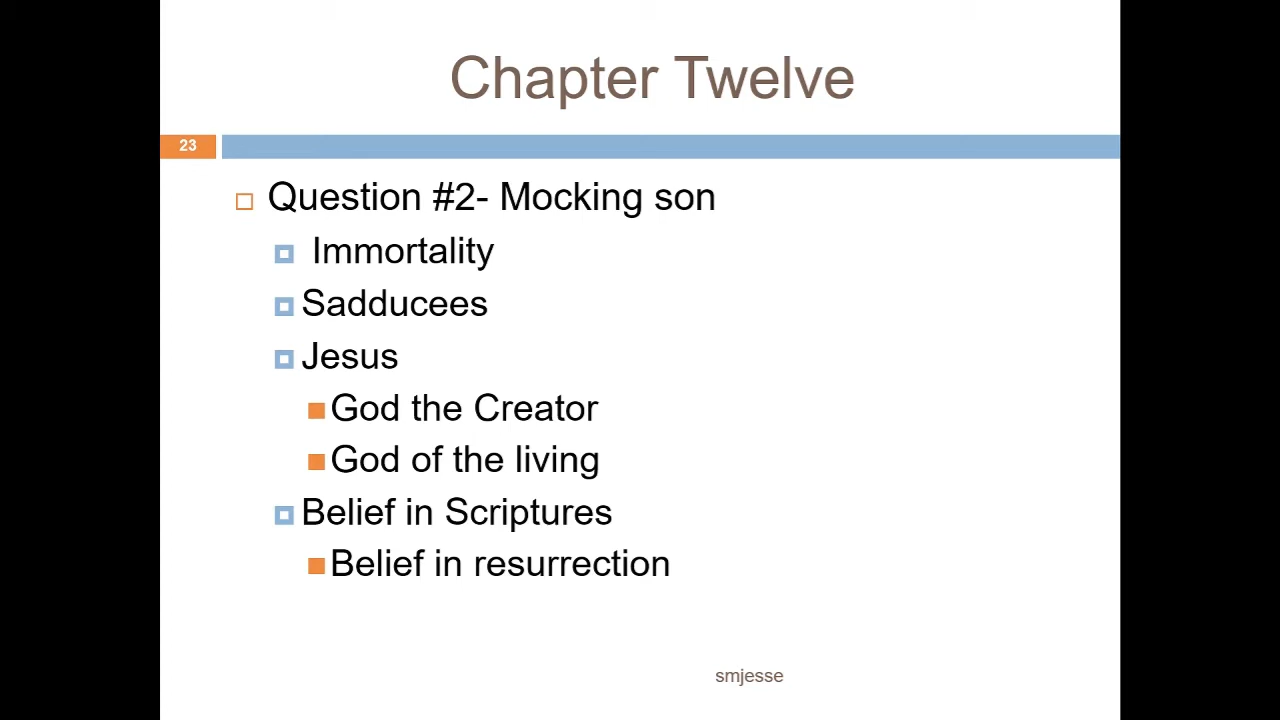 Chapter Twelve
23
Question #2- Mocking son
Immortality
Sadducees
Jesus
God the Creator
God of the living
Belief in Scriptures
Belief in resurrection
smjesse